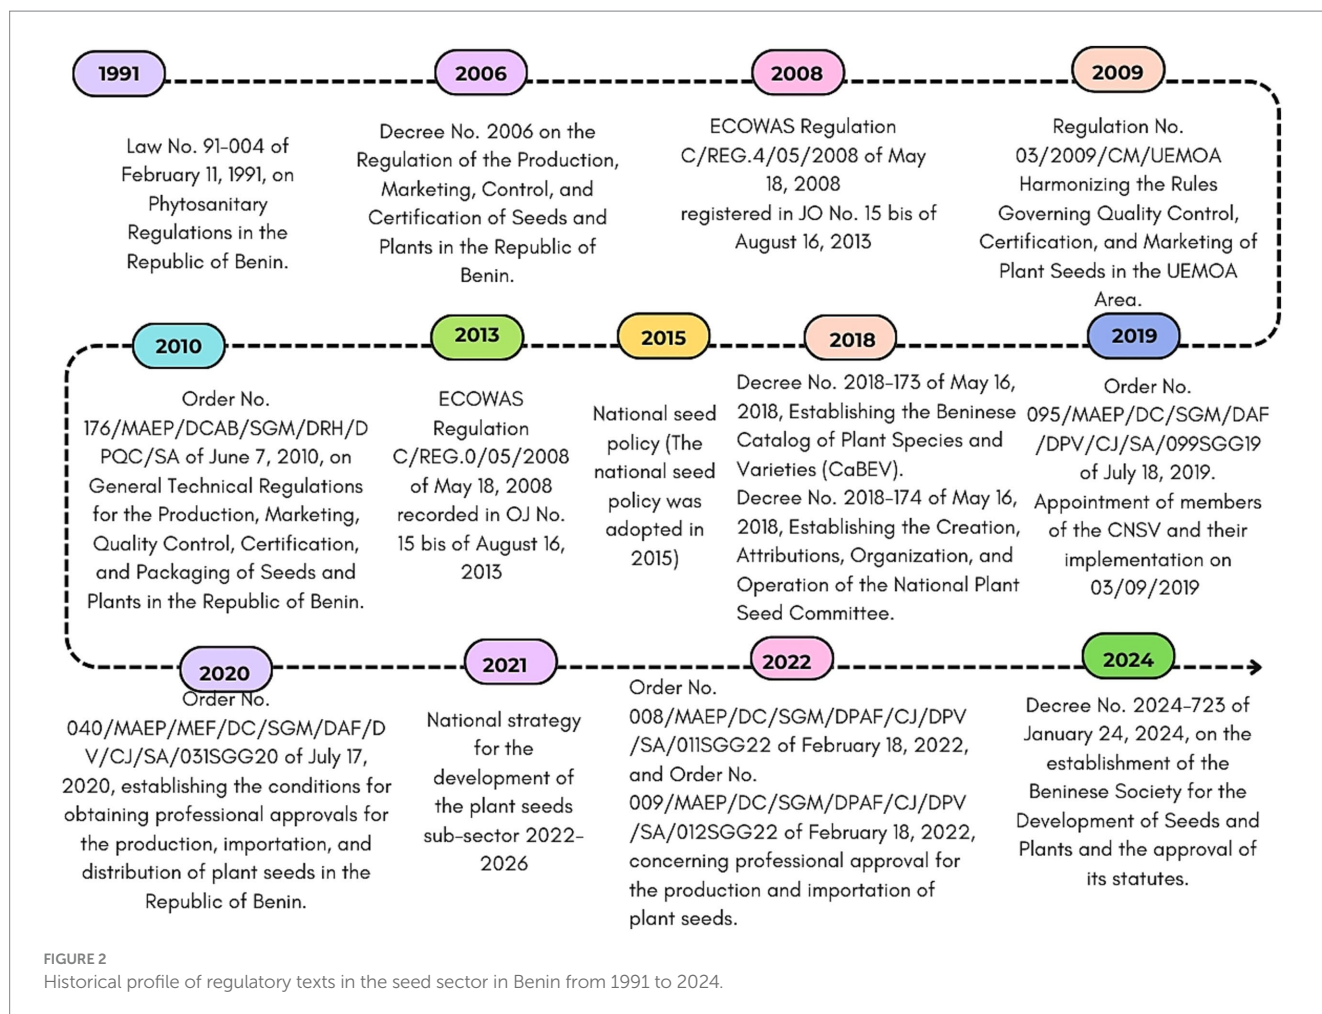 1991
2006
2008
2009
Law No. 91-004 of
February 11, 1991, on
Phytosanitary
Regulations in the
Republic of Benin.
Decree No. 2006 on the
Regulation of the Production,
Marketing, Control, and
Certification of Seeds and
Plants in the Republic of
Benin.
ECOWAS Regulation
C/REG.4/05/2008 of May
18, 2008
registered in JO No. 15 bis of
August 16, 2013
Regulation No.
03/2009/CM/UEMOA
Harmonizing the Rules
Governing Quality Control,
Certification, and Marketing of
Plant Seeds in the UEMOA
Area.
2010
2013
2015
2018
2019
Order No.
176/MAEP/DCAB/SGM/DRH/D
PQC/SA of June 7, 2010, on
General Technical Regulations
for the Production, Marketing,
Quality Control, Certification,
and Packaging of Seeds and
Plants in the Republic of Benin.
ECOWAS
Regulation
C/REG.0/05/2008
of May 18, 2008
recorded in OJ No.
15 bis of August 16,
2013
National seed
policy (The
national seed
policy was
adopted in
2015)
Decree No. 2018-173 of May 16,
2018, Establishing the Beninese
Catalog of Plant Species and
Varieties (CaBEV).
Decree No. 2018-174 of May 16,
2018, Establishing the Creation,
Attributions, Organization, and
Operation of the National Plant
Seed Committee.
Order No.
095/MAEP/DC/SGM/DAF
/DPV/CJ/SA/099SGG19
of July 18, 2019.
Appointment of members
of the CNSV and their
implementation on
03/09/2019
2020
2021
2022
2024
Order No.
040/MAEP/MEF/DC/SGM/DAF/D
V/CJ/SA/031SGG20 of July 17,
2020, establishing the conditions for
obtaining professional approvals for
the production, importation, and
distribution of plant seeds in the
Republic of Benin.
National strategy
for the
development of
the plant seeds
sub-sector 2022-
2026
Order No.
008/MAEP/DC/SGM/DPAF/CJ/DPV
/SA/011SGG22 of February 18, 2022,
and Order No.
009/MAEP/DC/SGM/DPAF/CJ/DPV
/SA/012SGG22 of February 18, 2022,
concerning professional approval for
the production and importation of
plant seeds.
Decree No. 2024-723 of
January 24, 2024, on the
establishment of the
Beninese Society for the
Development of Seeds and
Plants and the approval of
its statutes.
FIGURE 2
Historical profile of regulatory texts in the seed sector in Benin from 1991 to 2024.